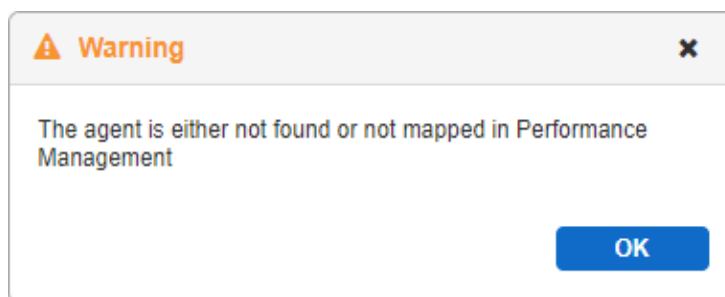 Warning
The agent is either not found or not mapped in Performance
Management
OK